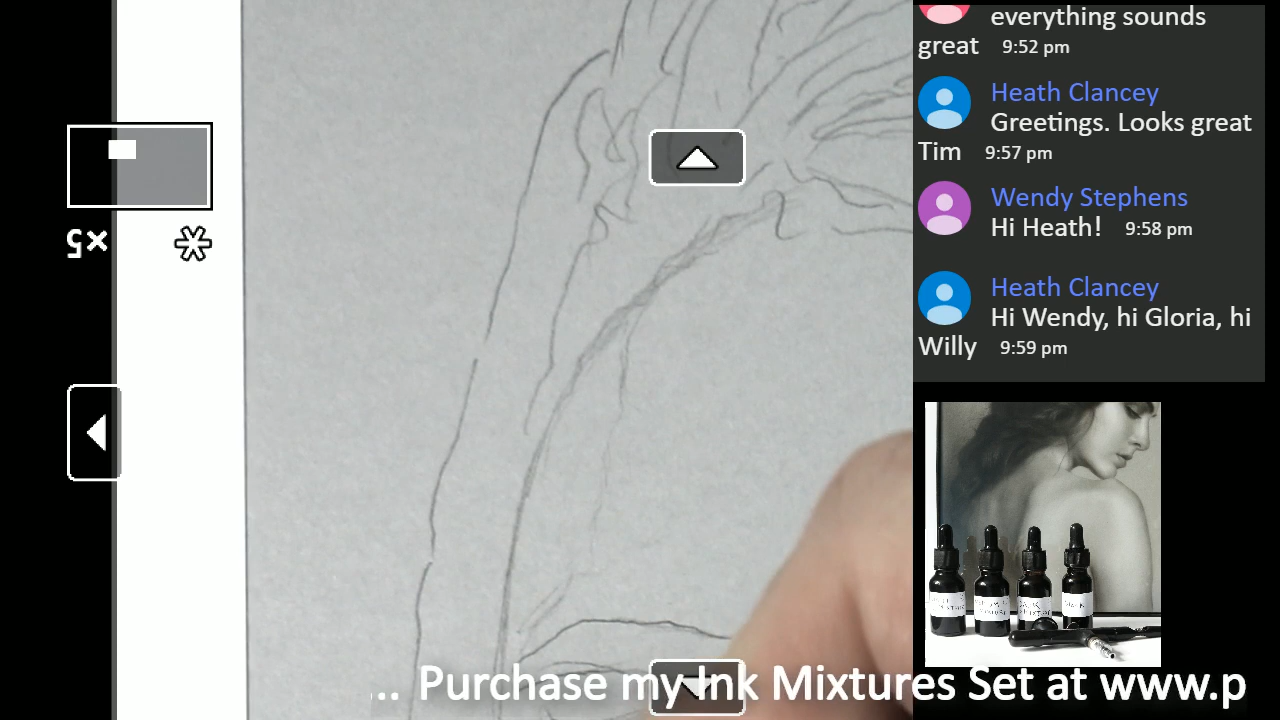 everything sounds
great 9:52 pm
Heath Clancey
Greetings. Looks great
Tim 9:57 pm
Wendy Stephens
Hi Heath! 9:58 pm
Heath Clancey
Hi Wendy, hi Gloria, hi
Willy 9:59 pm
×5
... Purchase my Ink Mixtures Set at www.p